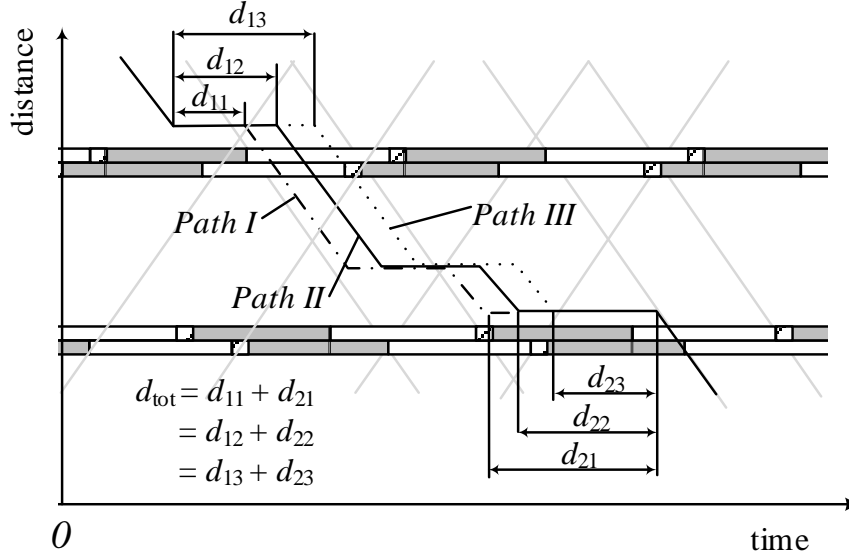 d13
d12
d11
distance
Path I
Path III
Path II
dtot = d11 + d21
= d12 + d22
= d13 + d23
d23
d22
d21
0
time